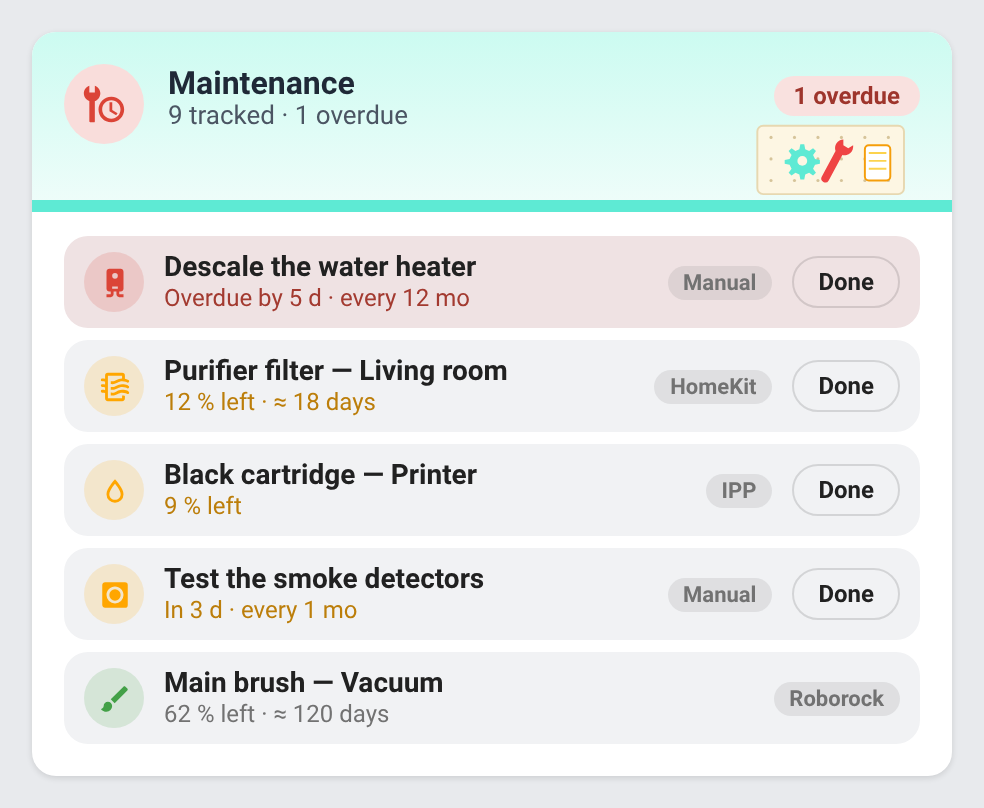 Maintenance
9 tracked · 1 overdue
1 overdue
Descale the water heater
Overdue by 5 d · every 12 mo
Manual
Done
Purifier filter — Living room
12 % left · ≈ 18 days
HomeKit
Done
Black cartridge — Printer
9 % left
IPP
Done
Test the smoke detectors
In 3 d · every 1 mo
Manual
Done
Main brush — Vacuum
62 % left · ≈ 120 days
Roborock